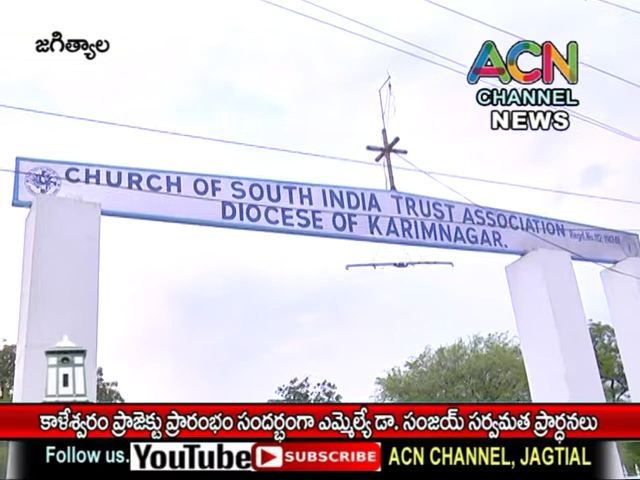 జగిత్యాల
ACN
CHANNEL
NEWS
CHURCH OF SOUTH INDIA TRUST ASSOCIATION
DIOCESE OF KARIMNAGAR.
కాళేశ్వరం ప్రాజెక్టు ప్రారంభం సందర్భంగా ఎమ్మెల్యే డా. సంజయ్ సర్వమత ప్రార్థనలు
Follow us. YouTube SUBSCRIBE ACN CHANNEL, JAGTIAL